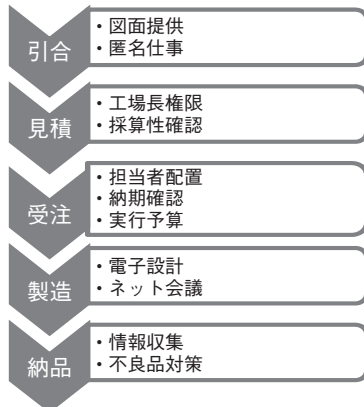 引合
・図面提供
・匿名仕事
見積
・工場長権限
・採算性確認
受注
・担当者配置
・納期確認
・実行予算
製造
・電子設計
・ネット会議
納品
・情報収集
・不良品対策